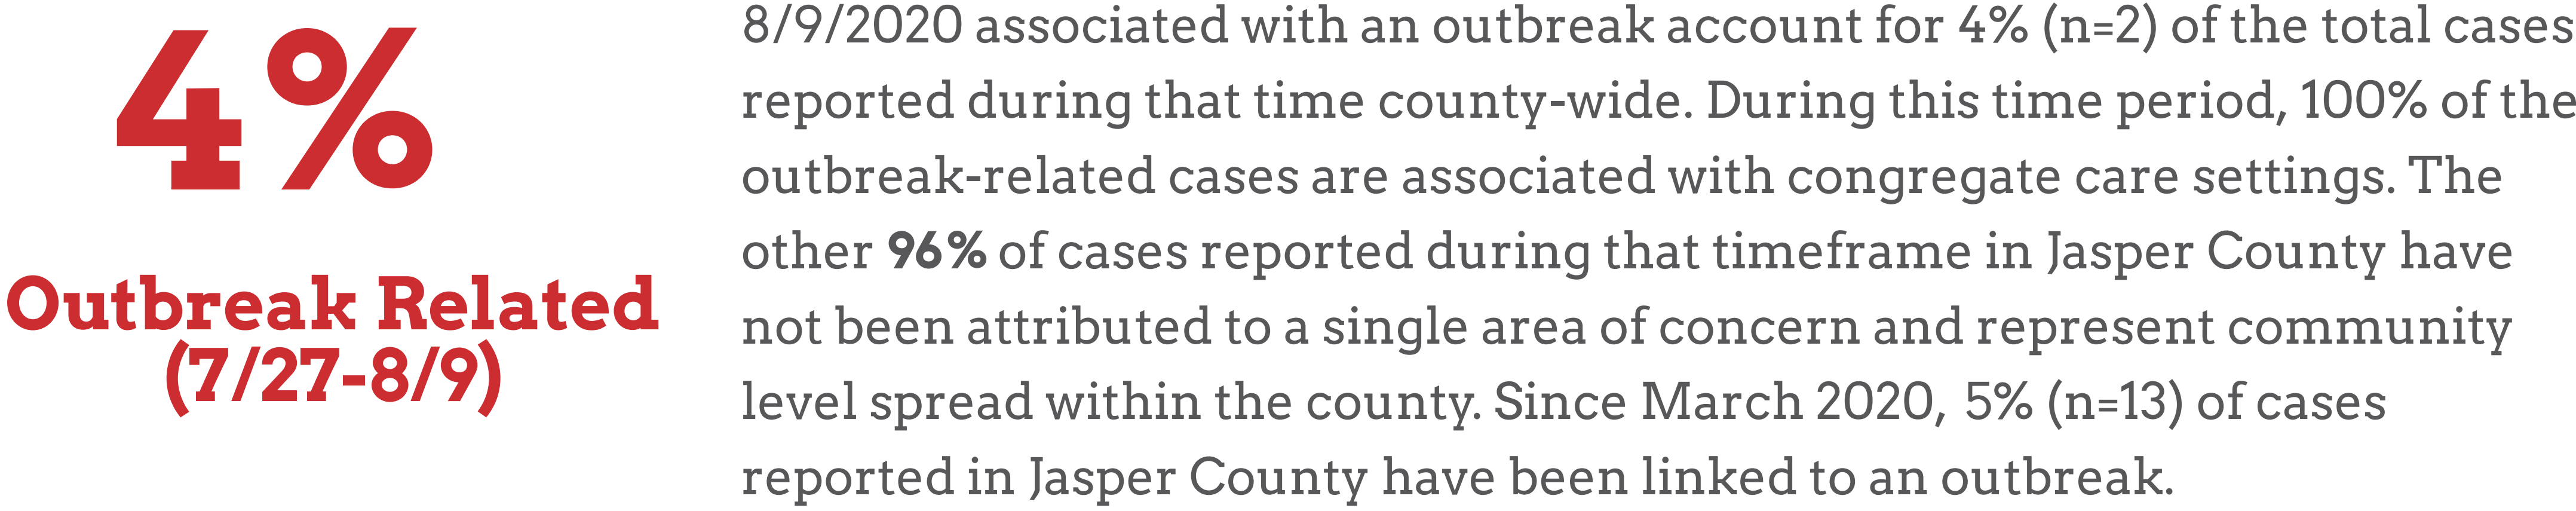 4%
Outbreak Related
(7/27-8/9)
8/9/2020 associated with an outbreak account for 4% (n=2) of the total cases
reported during that time county-wide. During this time period, 100% of the
outbreak-related cases are associated with congregate care settings. The
other 96% of cases reported during that timeframe in Jasper County have
not been attributed to a single area of concern and represent community
level spread within the county. Since March 2020, 5% (n=13) of cases
reported in Jasper County have been linked to an outbreak.